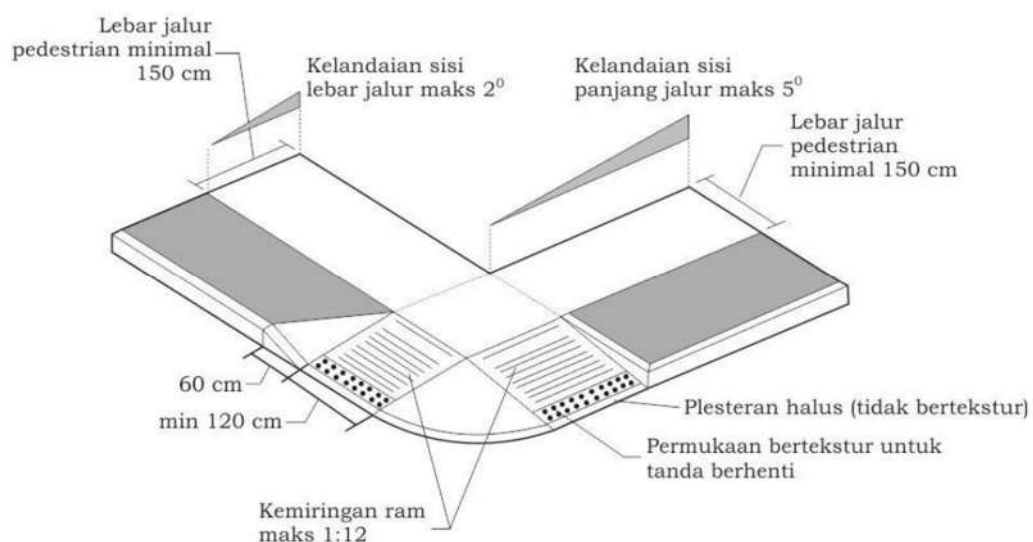 Lebar jalur
pedestrian minimal
150 cm
Kelandaian sisi
lebar jalur maks 2⁰
Kelandaian sisi
panjang jalur maks 5⁰
Lebar jalur
pedestrian
minimal 150 cm
60 cm
min 120 cm
Plesteran halus (tidak bertekstur)
Permukaan bertekstur untuk
tanda berhenti
Kemiringan ram
maks 1:12